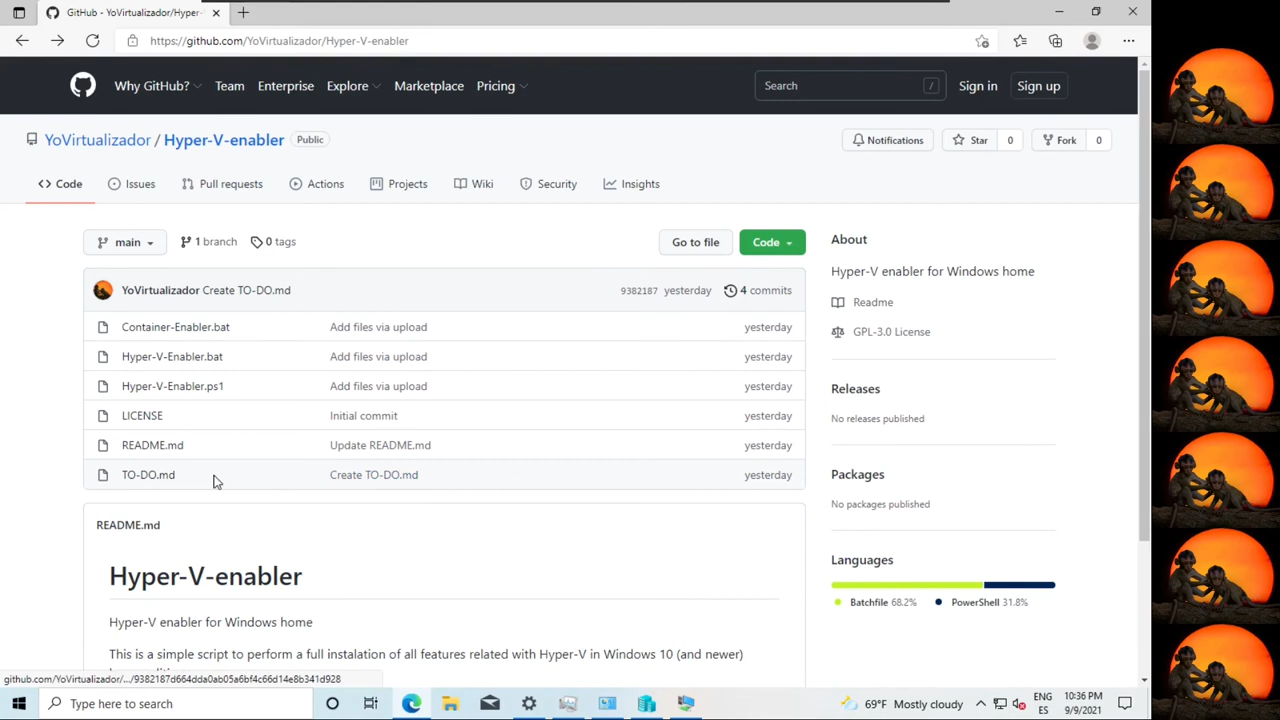 GitHub - YoVirtualizador/Hyper-V-
https://github.com/YoVirtualizador/Hyper-V-enabler
Why GitHub? Team Enterprise Explore Marketplace Pricing Search / Sign in Sign up
YoVirtualizador / Hyper-V-enabler Public Notifications Star 0 Fork 0
Code Issues Pull requests Actions Projects Wiki Security Insights
main 1 branch 0 tags Go to file Code
YoVirtualizador Create TO-DO.md 9382187 yesterday 4 commits
Container-Enabler.bat Add files via upload yesterday
Hyper-V-Enabler.bat Add files via upload yesterday
Hyper-V-Enabler.ps1 Add files via upload yesterday
LICENSE Initial commit yesterday
README.md Update README.md yesterday
TO-DO.md Create TO-DO.md yesterday
README.md
Hyper-V-enabler
Hyper-V enabler for Windows home
This is a simple script to perform a full instalation of all features related with Hyper-V in Windows 10 (and newer)
About
Hyper-V enabler for Windows home
Readme
GPL-3.0 License
Releases
No releases published
Packages
No packages published
Languages
Batchfile 68.2% PowerShell 31.8%
github.com/YoVirtualizador/.../9382187d664dda0ab05a6bf4c66d14e8b341d928
Type here to search 69°F Mostly cloudy ENG ES 10:36 PM 9/9/2021